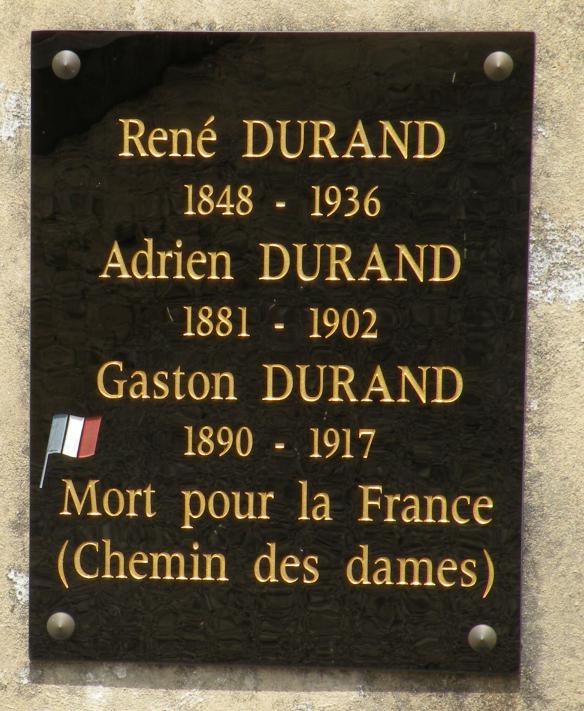 René DURAND
1848 - 1936
Adrien DURAND
1881 - 1902
Gaston DURAND
1890 - 1917
Mort pour la France
(Chemin des dames)